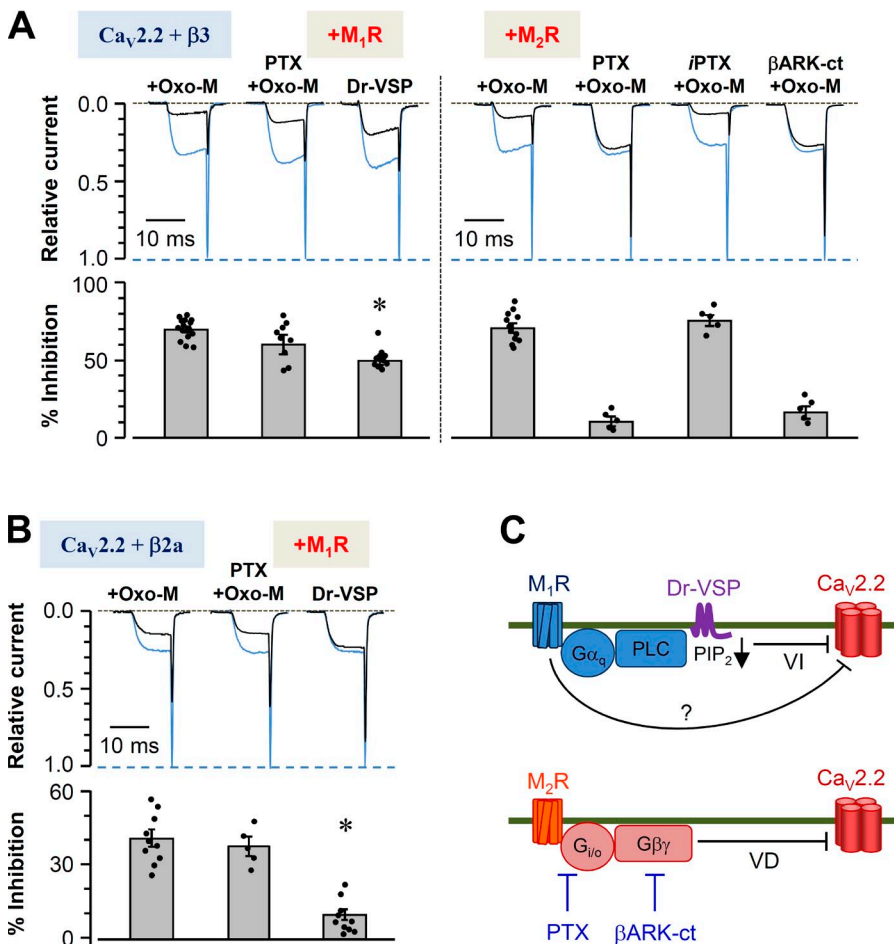 A
Caᵥ2.2 + β3
+M₁R
+M₂R
+Oxo-M
PTX
+Oxo-M
Dr-VSP
+Oxo-M
PTX
+Oxo-M
iPTX
+Oxo-M
βARK-ct
+Oxo-M
Relative current
0.0
0.5
1.0
10 ms
10 ms
% Inhibition
100
50
0
*
B
Caᵥ2.2 + β2a
+M₁R
+Oxo-M
PTX
+Oxo-M
Dr-VSP
Relative current
0.0
0.5
1.0
10 ms
% Inhibition
60
30
0
*
C
M₁R
Dr-VSP
Caᵥ2.2
Gαq
PLC
PIP₂
VI
?
M₂R
Caᵥ2.2
Gi/o
Gβγ
VD
PTX
βARK-ct